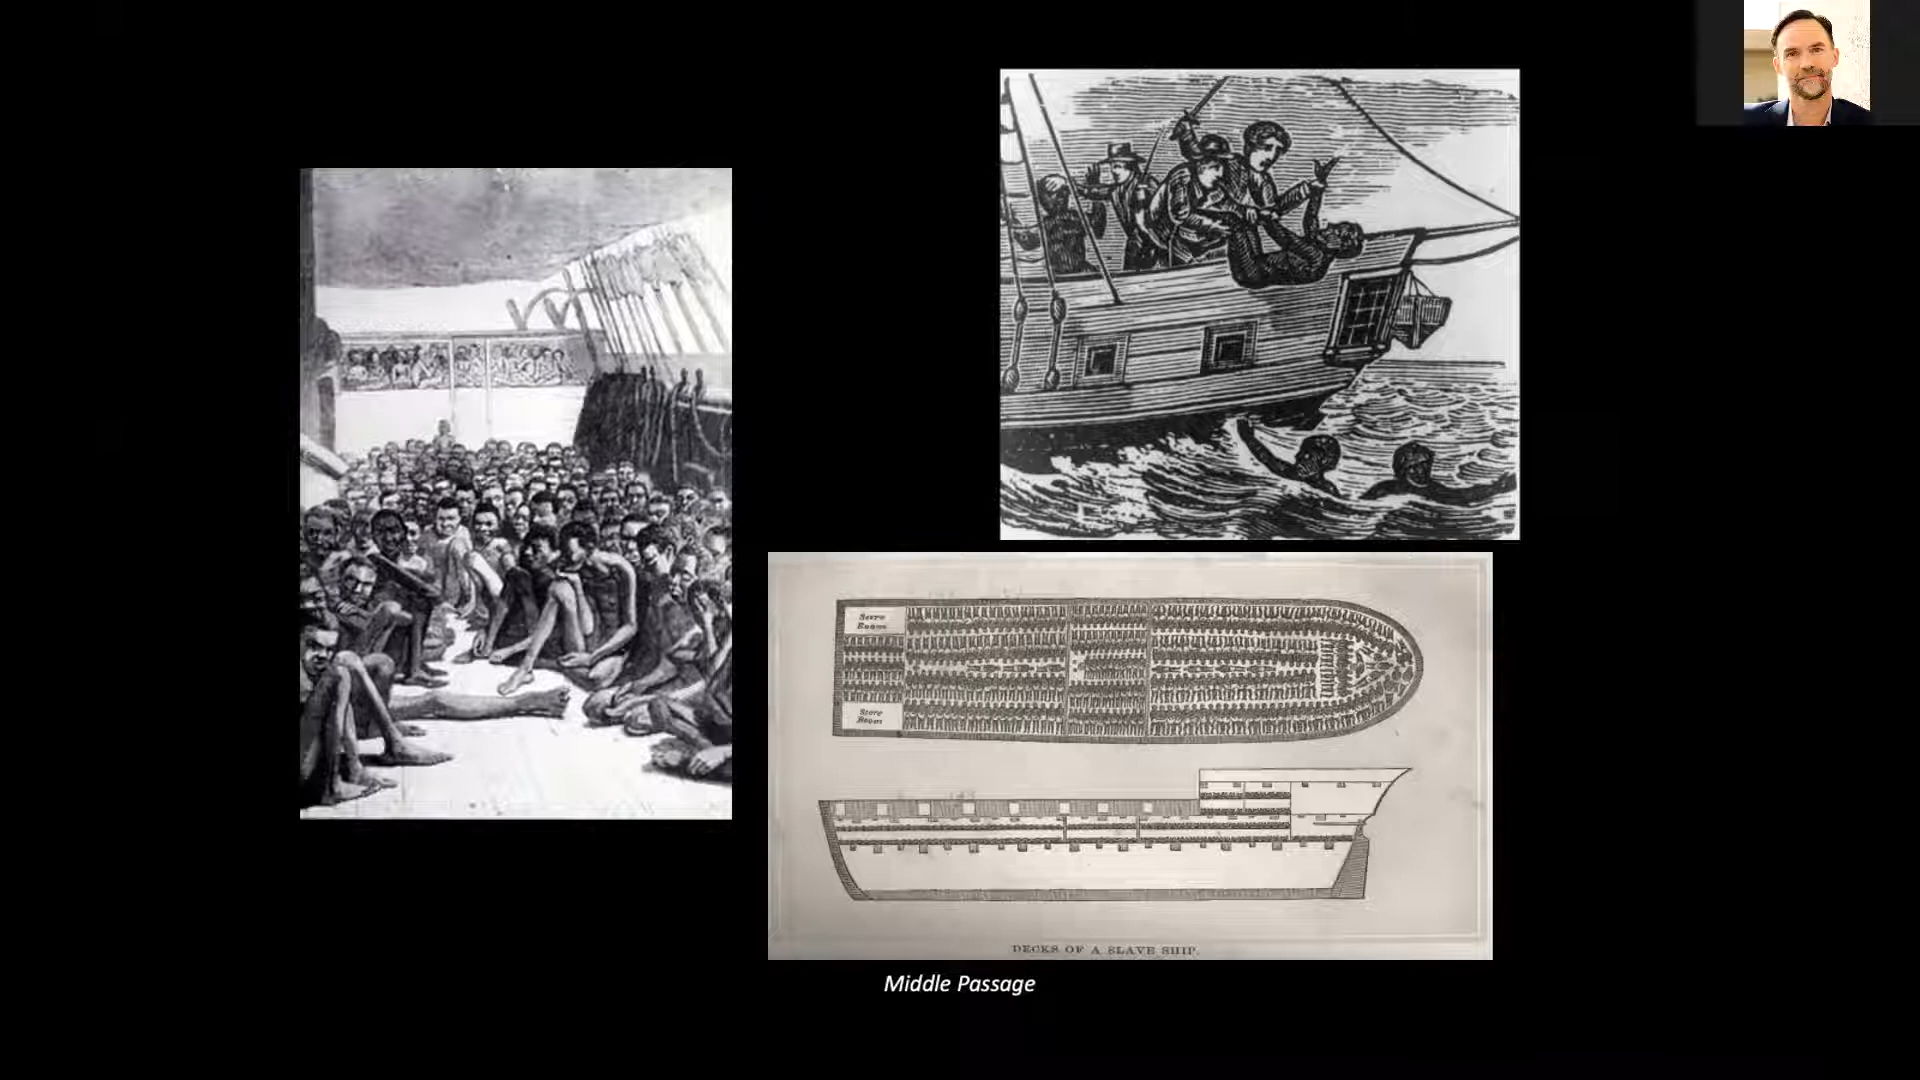 Store
Room
Store
Room
DECKS OF A SLAVE SHIP.
Middle Passage